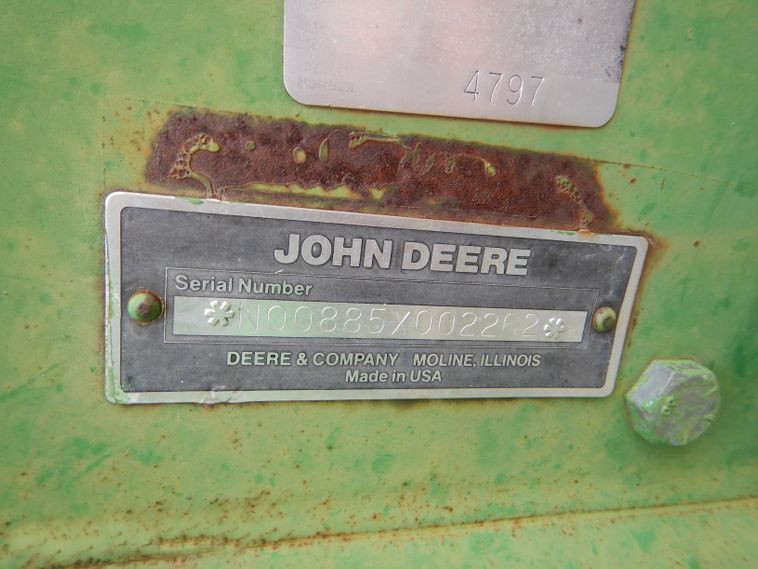 4797
JOHN DEERE
Serial Number
*N00885X002262*
DEERE & COMPANY MOLINE, ILLINOIS
Made in USA